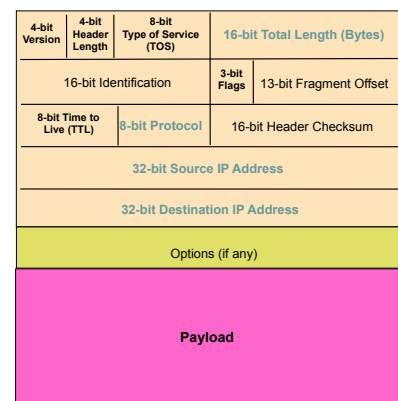 4-bit
Version
4-bit
Header
Length
8-bit
Type of Service
(TOS)
16-bit Total Length (Bytes)
16-bit Identification
3-bit
Flags
13-bit Fragment Offset
8-bit Time to
Live (TTL)
8-bit Protocol
16-bit Header Checksum
32-bit Source IP Address
32-bit Destination IP Address
Options (if any)
Payload